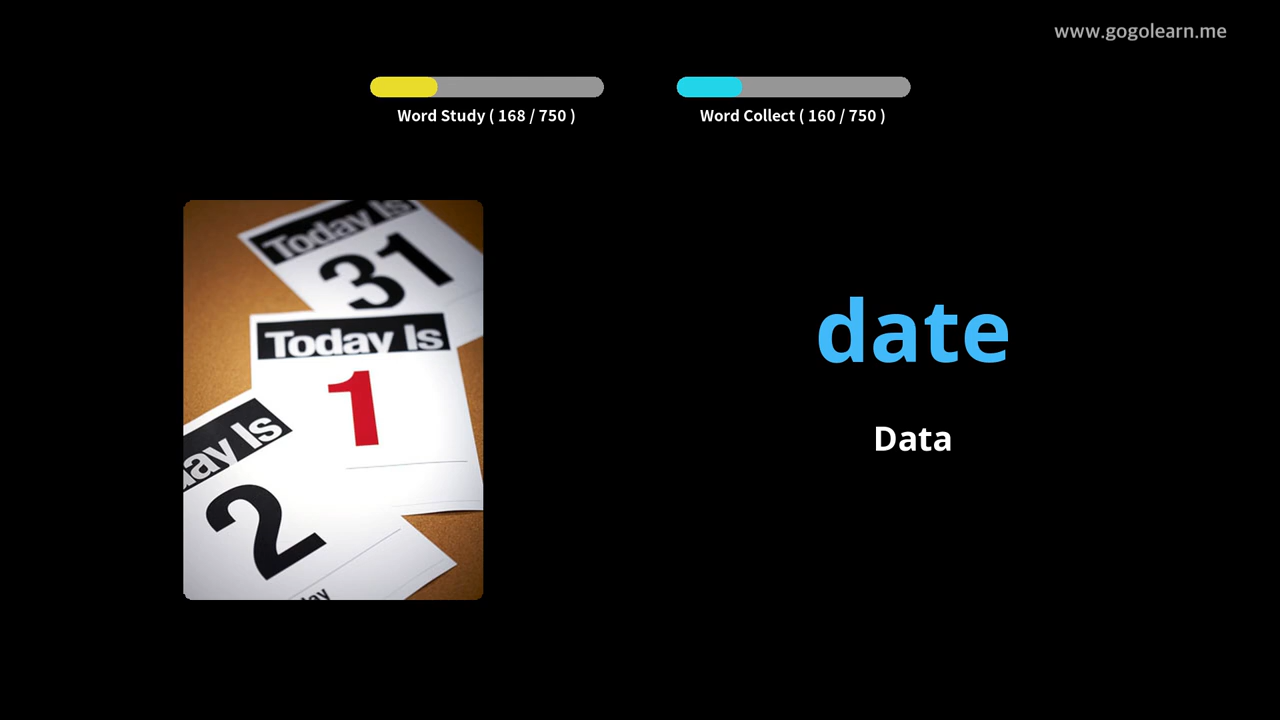 www.gogolearn.me
Word Study ( 168 / 750 )
Word Collect ( 160 / 750 )
Today Is
31
Today Is
1
day Is
2
date
Data